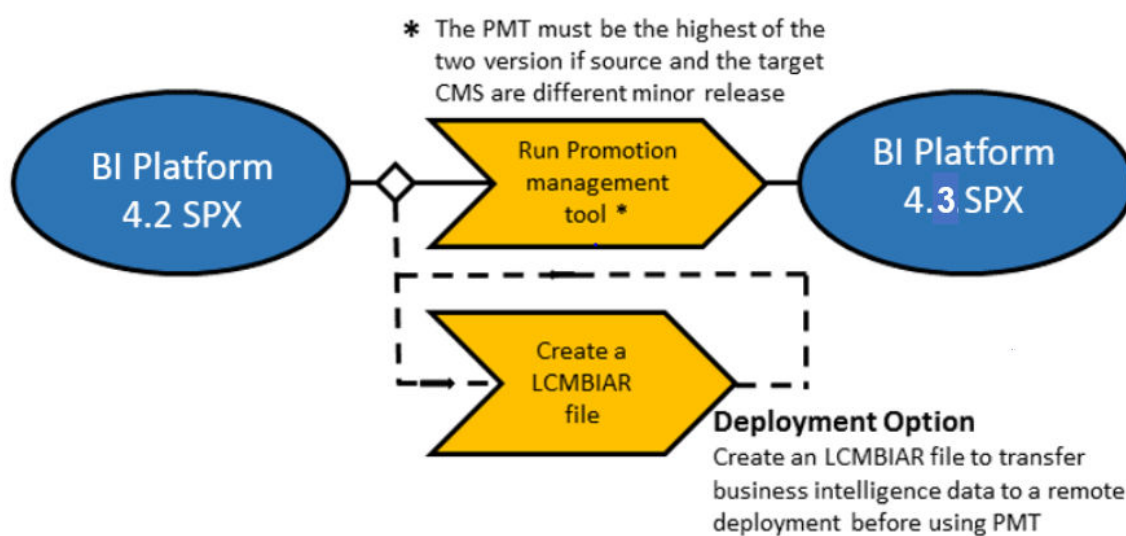 * The PMT must be the highest of the
two version if source and the target
CMS are different minor release
BI Platform
4.2 SPX
Run Promotion
management
tool *
BI Platform
4.3 SPX
Create a
LCMBIAR
file
Deployment Option
Create an LCMBIAR file to transfer
business intelligence data to a remote
deployment before using PMT